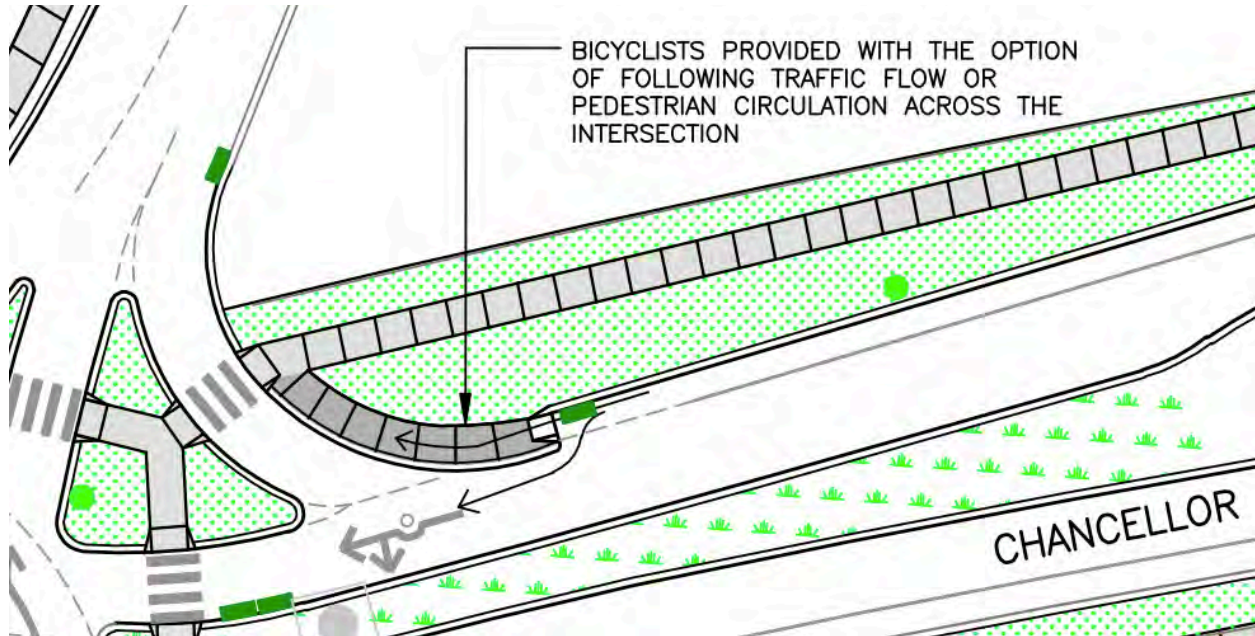 BICYCLISTS PROVIDED WITH THE OPTION
OF FOLLOWING TRAFFIC FLOW OR
PEDESTRIAN CIRCULATION ACROSS THE
INTERSECTION
CHANCELLOR